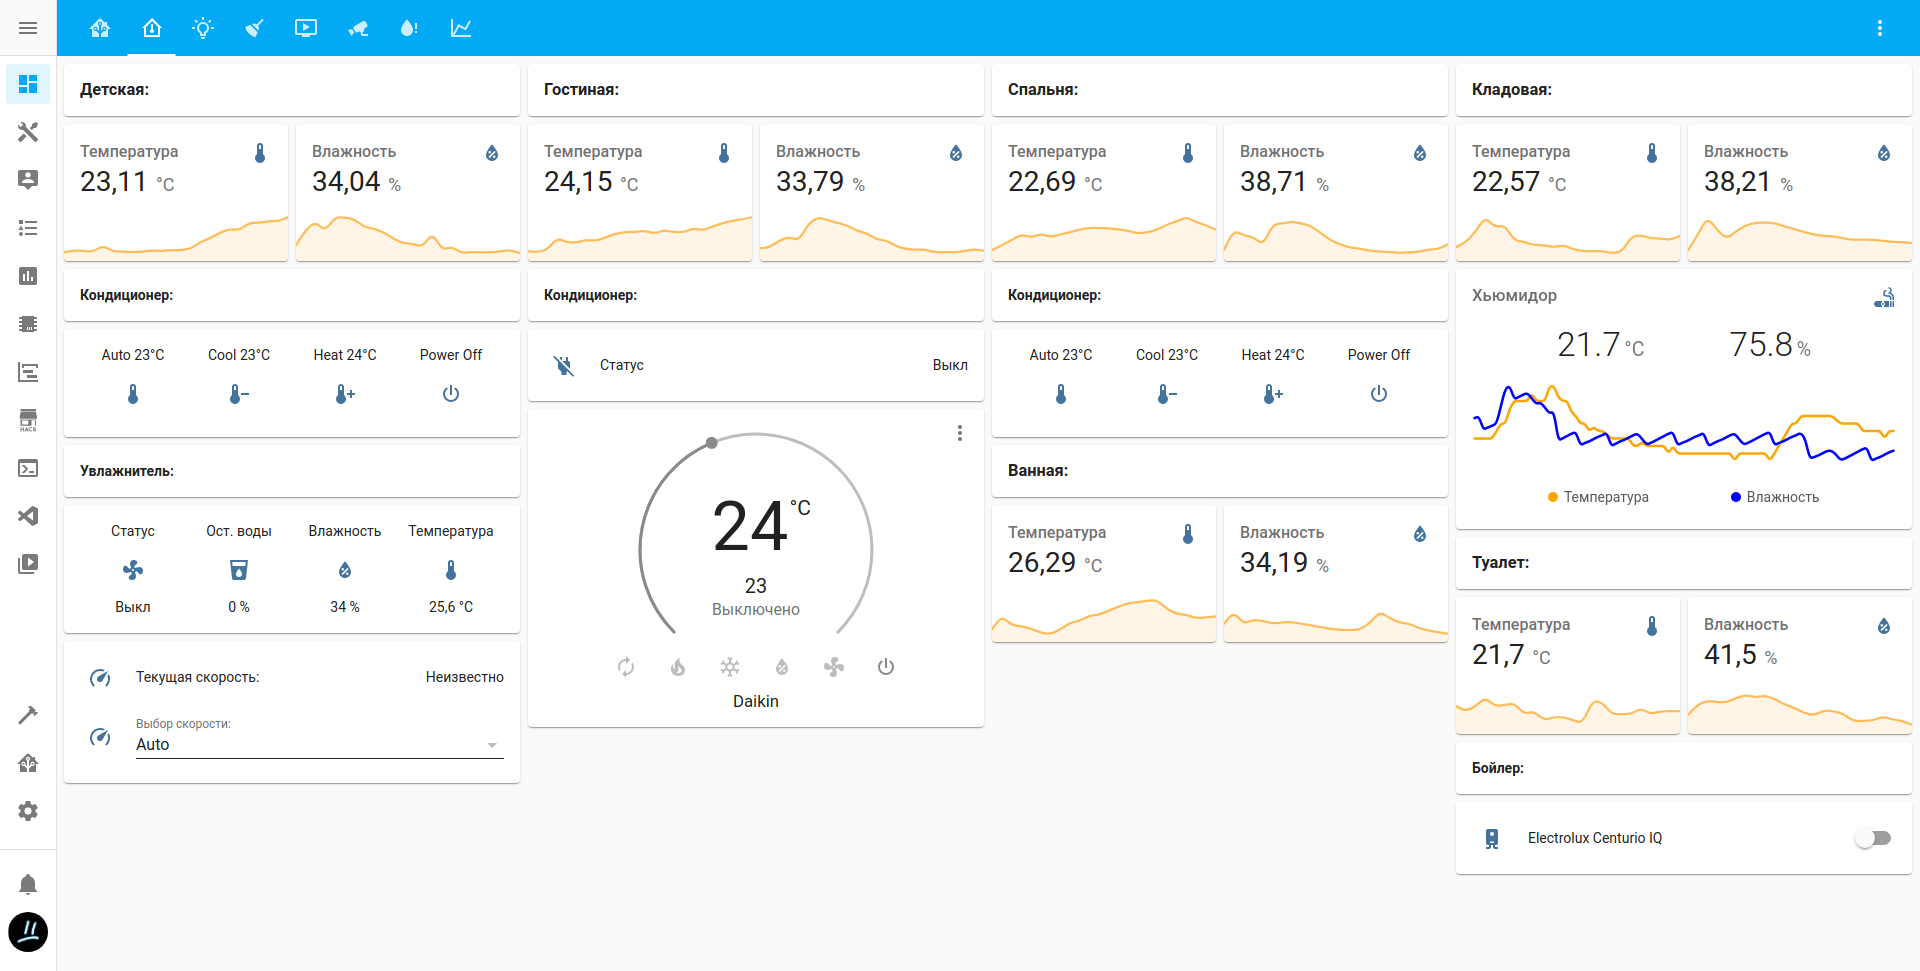 HACS
Детская:
Температура
23,11 °C
Влажность
34,04 %
Кондиционер:
Auto 23°C
Cool 23°C
Heat 24°C
Power Off
Увлажнитель:
Статус
Ост. воды
Влажность
Температура
Выкл
0 %
34 %
25,6 °C
Текущая скорость:
Неизвестно
Выбор скорости:
Auto
Гостиная:
Температура
24,15 °C
Влажность
33,79 %
Кондиционер:
Статус
Выкл
24 °C
23
Выключено
Daikin
Спальня:
Температура
22,69 °C
Влажность
38,71 %
Кондиционер:
Auto 23°C
Cool 23°C
Heat 24°C
Power Off
Ванная:
Температура
26,29 °C
Влажность
34,19 %
Кладовая:
Температура
22,57 °C
Влажность
38,21 %
Хьюмидор
21.7 °C
75.8 %
Температура
Влажность
Туалет:
Температура
21,7 °C
Влажность
41,5 %
Бойлер:
Electrolux Centurio IQ